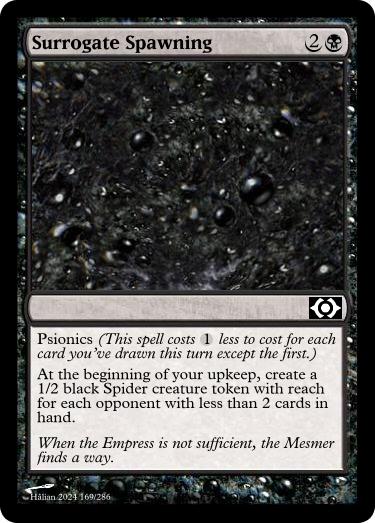 Surrogate Spawning 2
Psionics (This spell costs 1 less to cost for each
card you've drawn this turn except the first.)
At the beginning of your upkeep, create a
1/2 black Spider creature token with reach
for each opponent with less than 2 cards in
hand.
When the Empress is not sufficient, the Mesmer
finds a way.
Hálian 2024 169/286